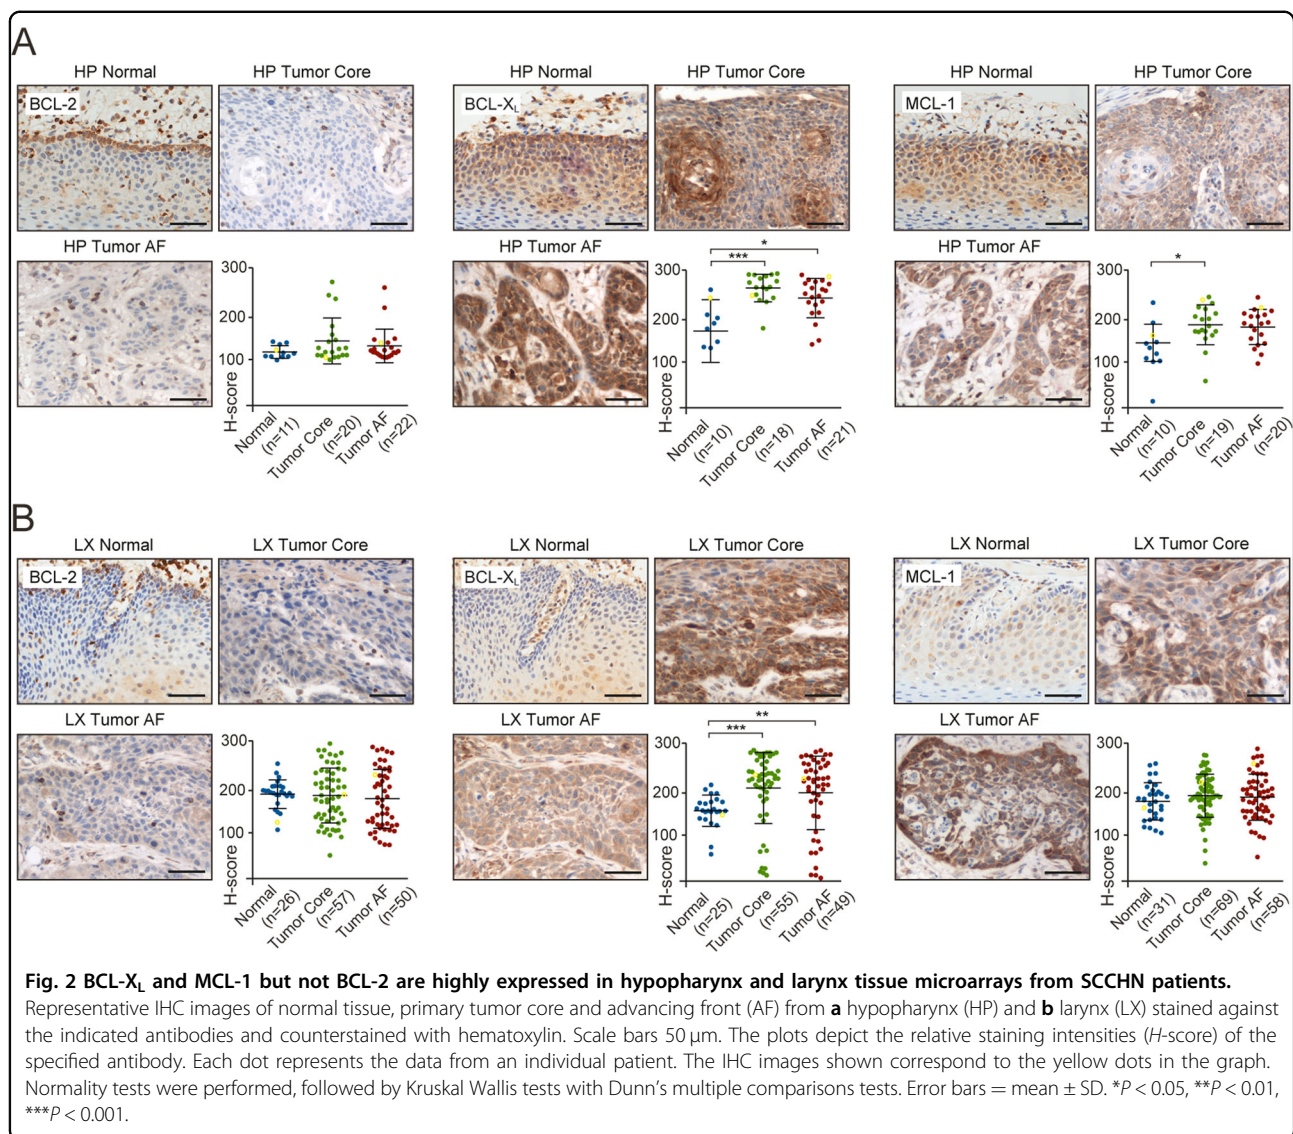 A
HP Normal
HP Tumor Core
HP Normal
HP Tumor Core
HP Normal
HP Tumor Core
BCL-2
BCL-XL
MCL-1
HP Tumor AF
HP Tumor AF
HP Tumor AF
300
200
100
H-score
Normal (n=11)
Tumor Core (n=20)
Tumor AF (n=22)
*
***
300
200
100
H-score
Normal (n=10)
Tumor Core (n=18)
Tumor AF (n=21)
*
300
200
100
H-score
Normal (n=10)
Tumor Core (n=19)
Tumor AF (n=20)
B
LX Normal
LX Tumor Core
LX Normal
LX Tumor Core
LX Normal
LX Tumor Core
BCL-2
BCL-XL
MCL-1
LX Tumor AF
LX Tumor AF
LX Tumor AF
300
200
100
H-score
Normal (n=26)
Tumor Core (n=57)
Tumor AF (n=50)
**
***
300
200
100
H-score
Normal (n=25)
Tumor Core (n=55)
Tumor AF (n=49)
300
200
100
H-score
Normal (n=31)
Tumor Core (n=69)
Tumor AF (n=58)
Fig. 2 BCL-XL and MCL-1 but not BCL-2 are highly expressed in hypopharynx and larynx tissue microarrays from SCCHN patients.
Representative IHC images of normal tissue, primary tumor core and advancing front (AF) from a hypopharynx (HP) and b larynx (LX) stained against
the indicated antibodies and counterstained with hematoxylin. Scale bars 50 μm. The plots depict the relative staining intensities (H-score) of the
specified antibody. Each dot represents the data from an individual patient. The IHC images shown correspond to the yellow dots in the graph.
Normality tests were performed, followed by Kruskal Wallis tests with Dunn's multiple comparisons tests. Error bars = mean ± SD. *P < 0.05, **P < 0.01,
***P < 0.001.